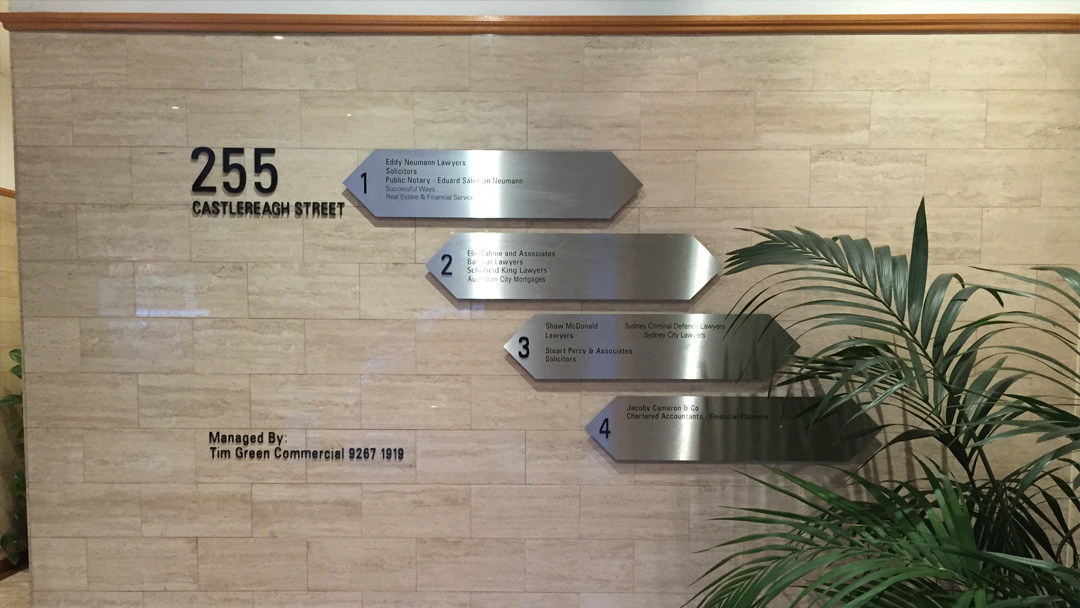 255
CASTLEREAGH STREET
1
Eddy Neumann Lawyers
Solicitors
Public Notary - Eduard Salomon Neumann
Successful Ways
Real Estate & Financial Service
2
and Associates
Lawyers
Schofield King Lawyers
Australian City Mortgages
3
Shaw McDonald
Lawyers
Stuart Percy & Associates
Solicitors
Sydney Criminal Defence Lawyers
Sydney City Lawyers
4
Jacoby Cameron & Co
Chartered Accountants - Financial Planners
Managed By:
Tim Green Commercial 9267 1919